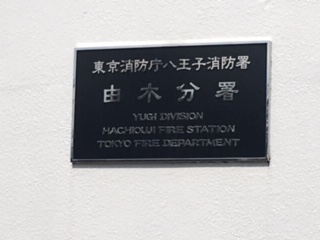 東京消防庁八王子消防署
由木分署
YUGI DIVISION
HACHIOUJI FIRE STATION
TOKYO FIRE DEPARTMENT